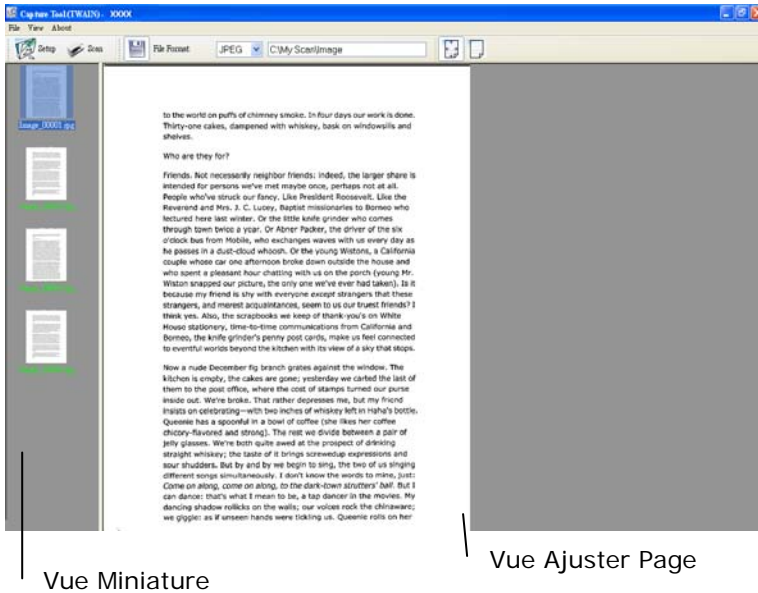 Capture Tool(TWAIN) - XXXX
File View About
Setup Scan File Format JPEG C:\My Scan\Image
Image_00001.jpg
to the world on puffs of chimney smoke. In four days our work is done.
Thirty-one cakes, dampened with whiskey, bask on windowsills and
shelves.
Who are they for?
Friends. Not necessarily neighbor friends: indeed, the larger share is
intended for persons we've met maybe once, perhaps not at all.
People who've struck our fancy. Like President Roosevelt. Like the
Reverend and Mrs. J. C. Lucey, Baptist missionaries to Borneo who
lectured here last winter. Or the little knife grinder who comes
through town twice a year. Or Abner Packer, the driver of the six
o'clock bus from Mobile, who exchanges waves with us every day as
he passes in a dust-cloud whoosh. Or the young Wistons, a California
couple whose car one afternoon broke down outside the house and
who spent a pleasant hour chatting with us on the porch (young Mr.
Wiston snapped our picture, the only one we've ever had taken). Is it
because my friend is shy with everyone except strangers that these
strangers, and merest acquaintances, seem to us our truest friends? I
think yes. Also, the scrapbooks we keep of thank-you's on White
House stationery, time-to-time communications from California and
Borneo, the knife grinder's penny post cards, make us feel connected
to eventful worlds beyond the kitchen with its view of a sky that stops.
Now a nude December fig branch grates against the window. The
kitchen is empty, the cakes are gone; yesterday we carted the last of
them to the post office, where the cost of stamps turned our purse
inside out. We're broke. That rather depresses me, but my friend
insists on celebrating—with two inches of whiskey left in Haha's bottle.
Queenie has a spoonful in a bowl of coffee (she likes her coffee
chicory-flavored and strong). The rest we divide between a pair of
jelly glasses. We're both quite awed at the prospect of drinking
straight whiskey; the taste of it brings screwedup expressions and
sour shudders. But by and by we begin to sing, the two of us singing
different songs simultaneously. I don't know the words to mine, just:
Come on along, come on along, to the dark-town strutters' ball. But I
can dance: that's what I mean to be, a tap dancer in the movies. My
dancing shadow rollicks on the walls; our voices rock the chinaware;
we giggle: as if unseen hands were tickling us. Queenie rolls on her
Vue Ajuster Page
Vue Miniature